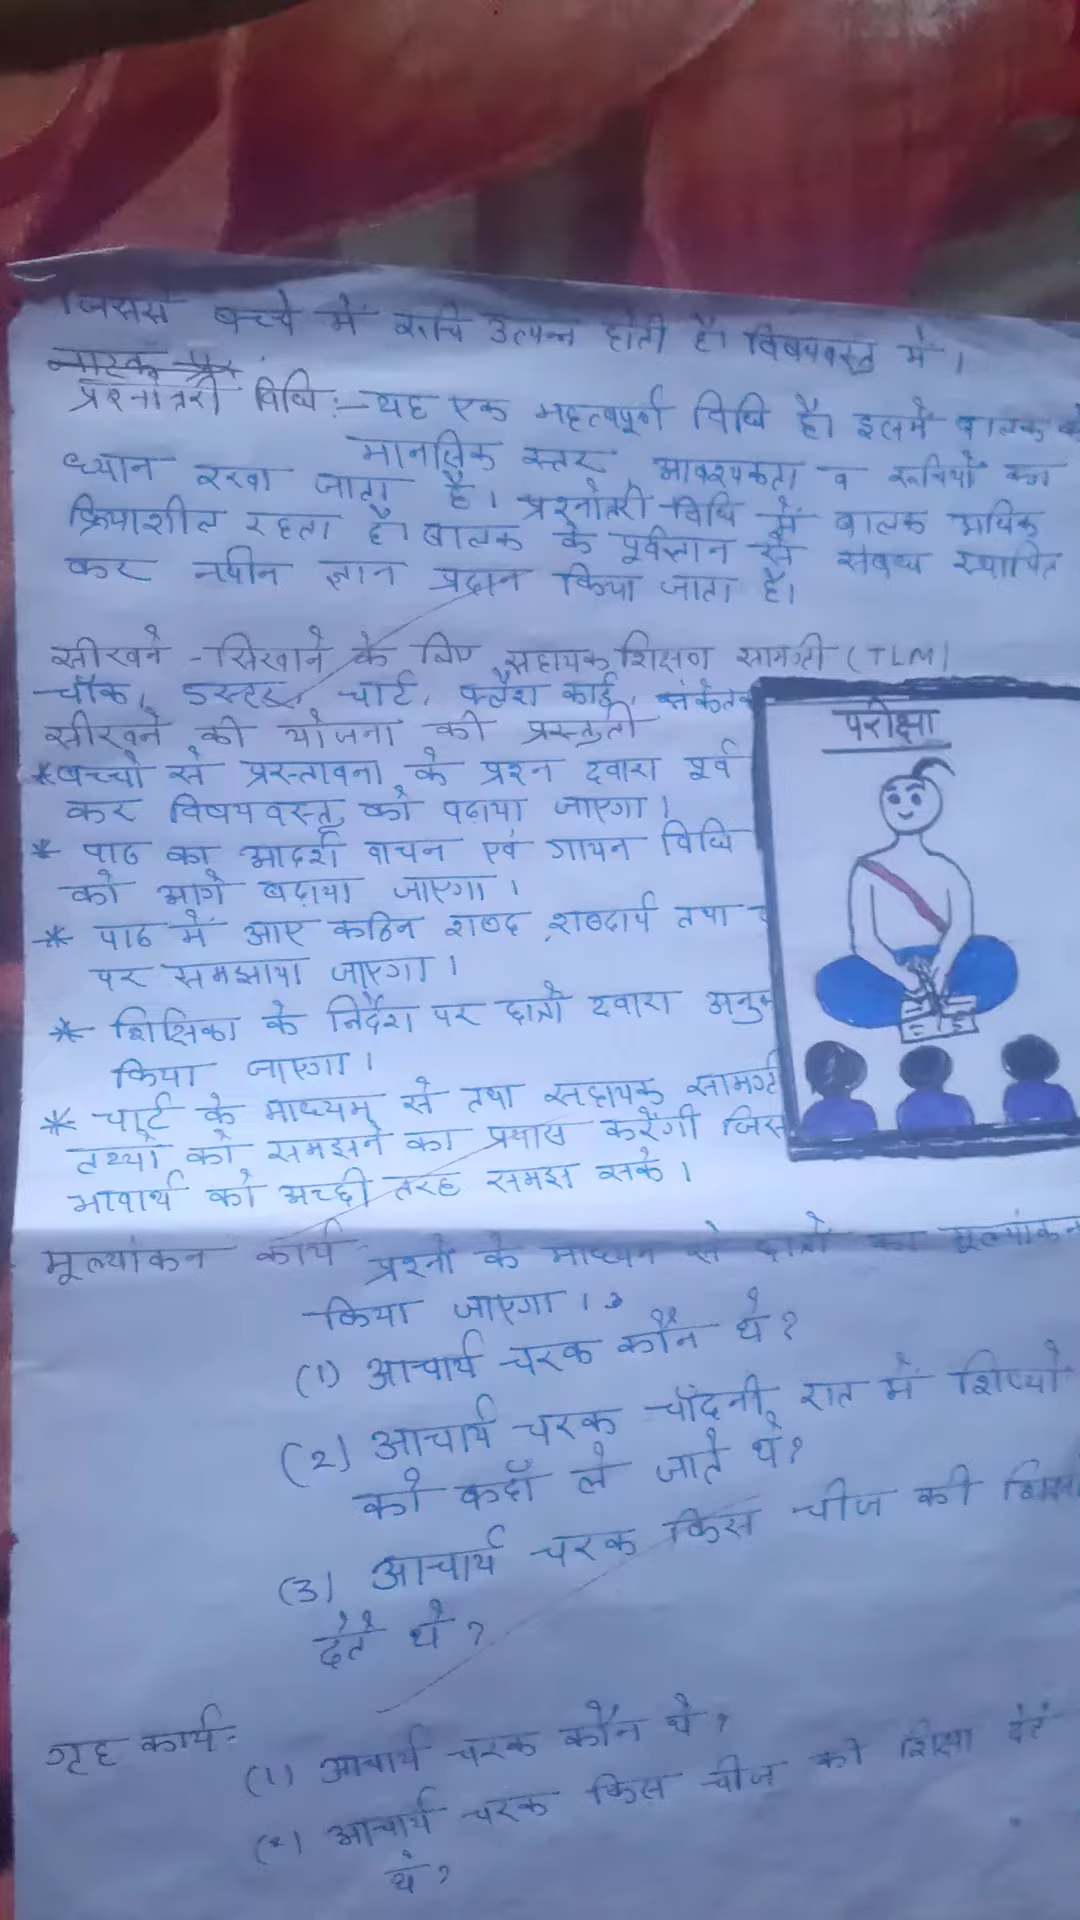 जिससे बच्चे में रूचि उत्पन्न होती है। विषयवस्तु में।
प्रश्नोतरी विधि :- यह एक महत्वपूर्ण विधि है। इसमें बालक के
मानसिक स्तर, आवश्यकता व रूचियों का
ध्यान रखा जाता है। प्रश्नोतरी विधि में बालक अधिक
क्रियाशील रहता है। बालक के पूर्वज्ञान से संबंध स्थापित
कर नवीन ज्ञान प्रदान किया जाता है।
सीखने - सिखाने के लिए सहायक शिक्षण सामग्री (TLM)
चॉक, डस्टर, चार्ट, फ्लैश कार्ड, संकेतक
सीखने की योजना की प्रस्तुती
* बच्चों से प्रस्तावना के प्रश्न दवारा पूर्व
कर विषयवस्तु को पढाया जाएगा।
* पाठ का आदर्श वाचन एवं गायन विधि
को आगे बढाया जाएगा।
* पाठ में आए कठिन शब्द, शब्दार्थ तथा
पर समझाया जाएगा।
* शिक्षिका के निर्देश पर छात्रों दवारा
किया जाएगा।
* चार्ट के माध्यम से तथा सहायक सामग्री
तथ्यों को समझने का प्रयास करेंगी जिस
भावार्थ को अच्छी तरह समझ सके।
परीक्षा
मूल्यांकन कार्य प्रश्नों के माध्यम से छात्रों का मूल्यांकन
किया जाएगा।
(1) आचार्य चरक कौन थे?
(2) आचार्य चरक चाँदनी रात में शिष्यो
को कहाँ ले जाते थे?
(3) आचार्य चरक किस चीज की शिक्षा
देते थे?
गृह कार्य:-
(1) आचार्य चरक कौन थे?
(2) आचार्य चरक किस चीज की शिक्षा देते
थे?